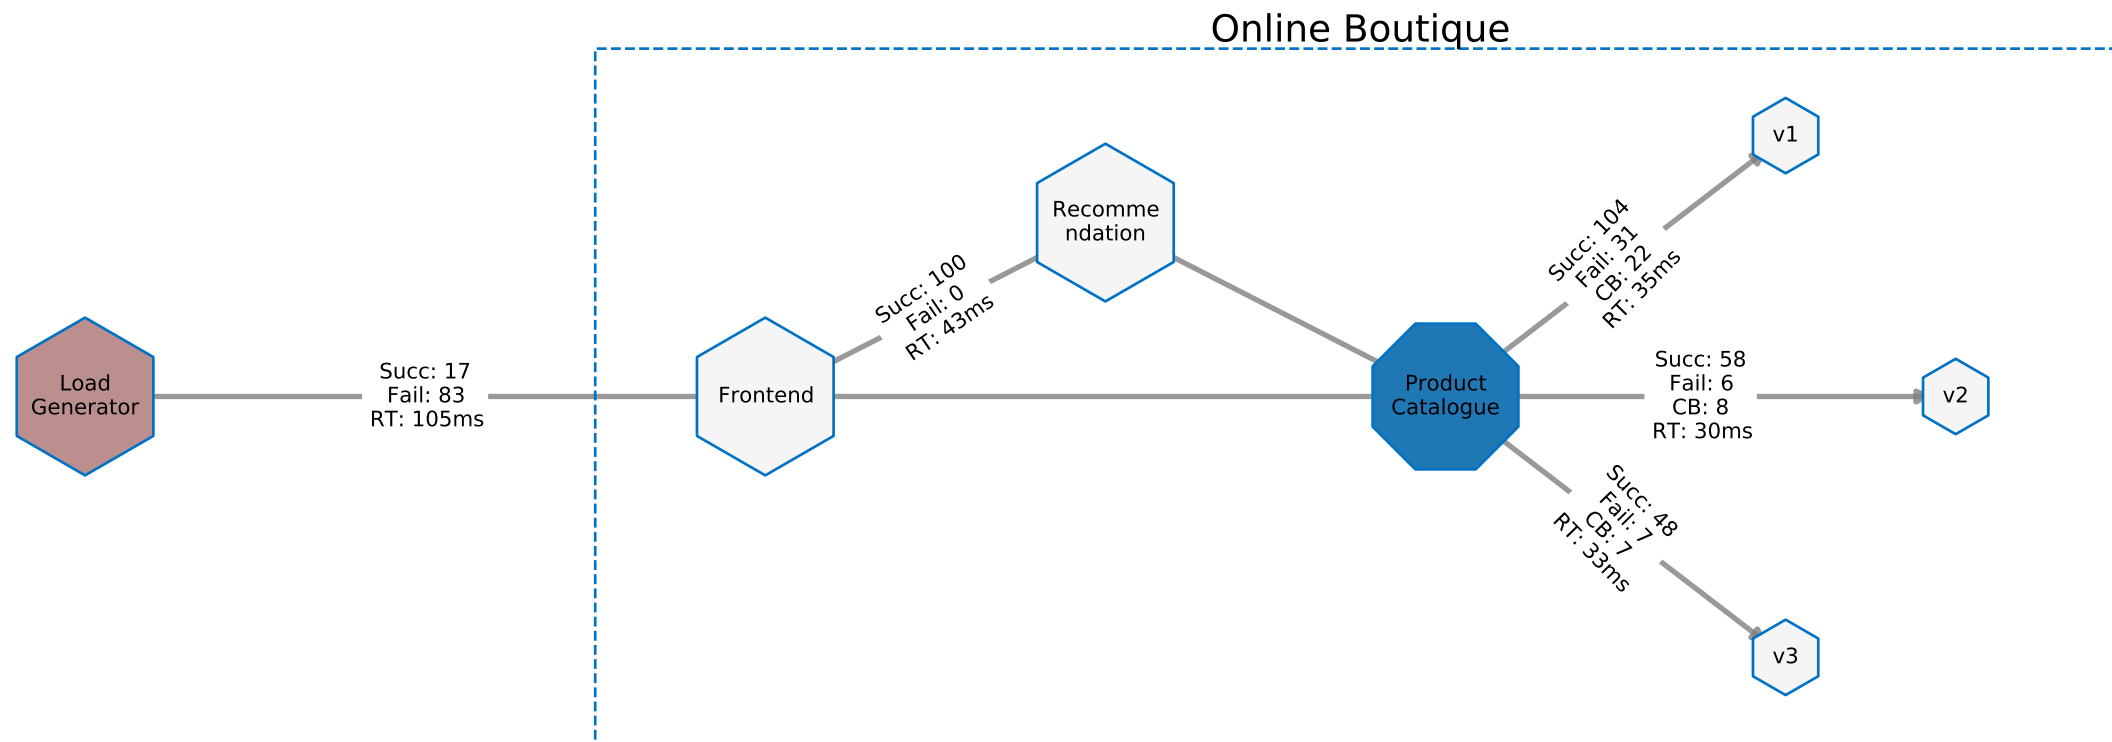 Online Boutique
Load
Generator
Succ: 17
Fail: 83
RT: 105ms
Frontend
Succ: 100
Fail: 0
RT: 43ms
Recomme
ndation
Product
Catalogue
Succ: 104
Fail: 31
CB: 22
RT: 35ms
v1
Succ: 58
Fail: 6
CB: 8
RT: 30ms
v2
Succ: 48
Fail: 7
CB: 7
RT: 33ms
v3